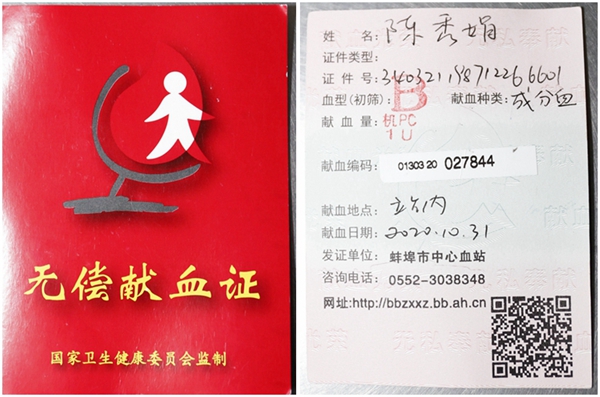 无偿献血证
国家卫生健康委员会监制
姓 名: 陈秀娟
证件类型:
证 件 号: 340321198712266601
血型(初筛): B 献血种类: 成分血
献 血 量: 机PC
1 U
献血编码: 01303 20 027844
献血地点: 站内
献血日期: 2020.10.31
发证单位: 蚌埠市中心血站
咨询电话: 0552-3038348
网址:http://bbzxxz.bb.ah.cn